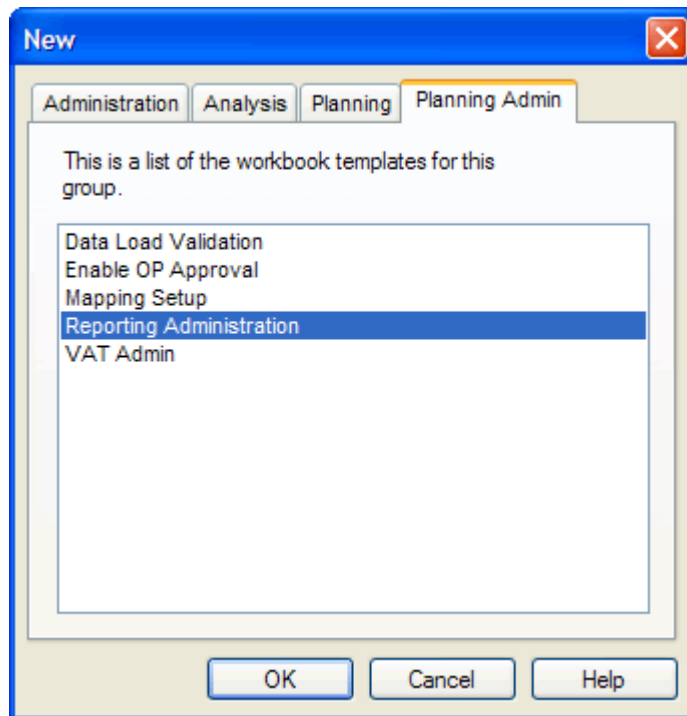 New
Administration Analysis Planning Planning Admin
This is a list of the workbook templates for this
group.
Data Load Validation
Enable OP Approval
Mapping Setup
Reporting Administration
VAT Admin
OK Cancel Help